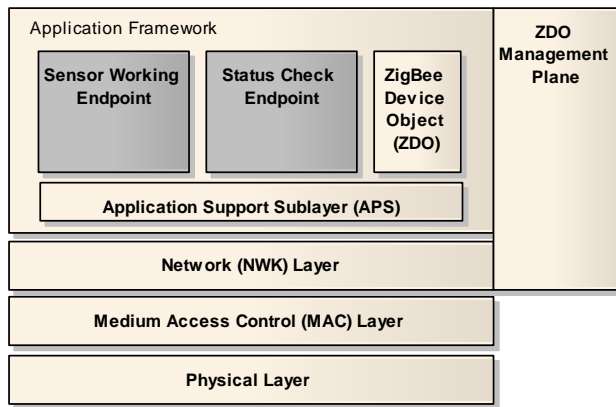 Application Framework
Sensor Working
Endpoint
Status Check
Endpoint
ZigBee
Device
Object
(ZDO)
Application Support Sublayer (APS)
ZDO
Management
Plane
Network (NWK) Layer
Medium Access Control (MAC) Layer
Physical Layer